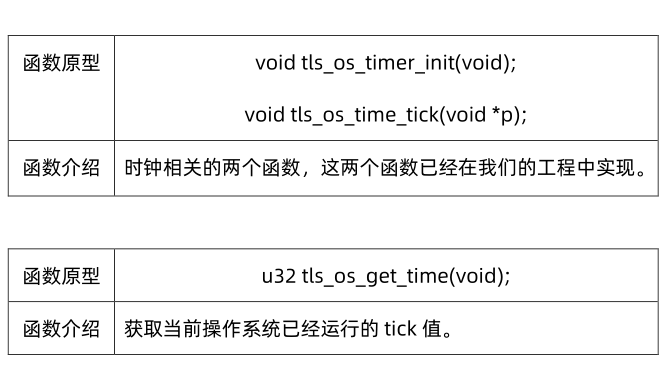 函数原型
void tls_os_timer_init(void);
void tls_os_time_tick(void *p);
函数介绍
时钟相关的两个函数，这两个函数已经在我们的工程中实现。
函数原型
u32 tls_os_get_time(void);
函数介绍
获取当前操作系统已经运行的 tick 值。